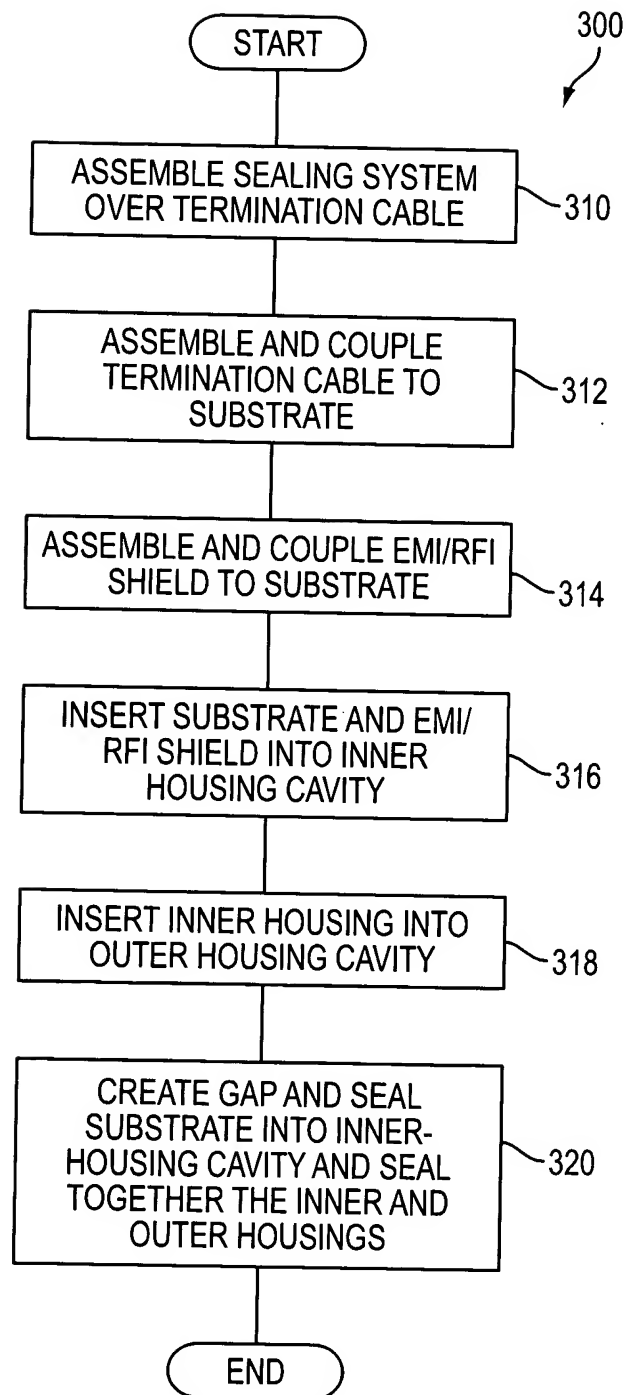 START
300
ASSEMBLE SEALING SYSTEM
OVER TERMINATION CABLE
310
ASSEMBLE AND COUPLE
TERMINATION CABLE TO
SUBSTRATE
312
ASSEMBLE AND COUPLE EMI/RFI
SHIELD TO SUBSTRATE
314
INSERT SUBSTRATE AND EMI/
RFI SHIELD INTO INNER
HOUSING CAVITY
316
INSERT INNER HOUSING INTO
OUTER HOUSING CAVITY
318
CREATE GAP AND SEAL
SUBSTRATE INTO INNER-
HOUSING CAVITY AND SEAL
TOGETHER THE INNER AND
OUTER HOUSINGS
320
END